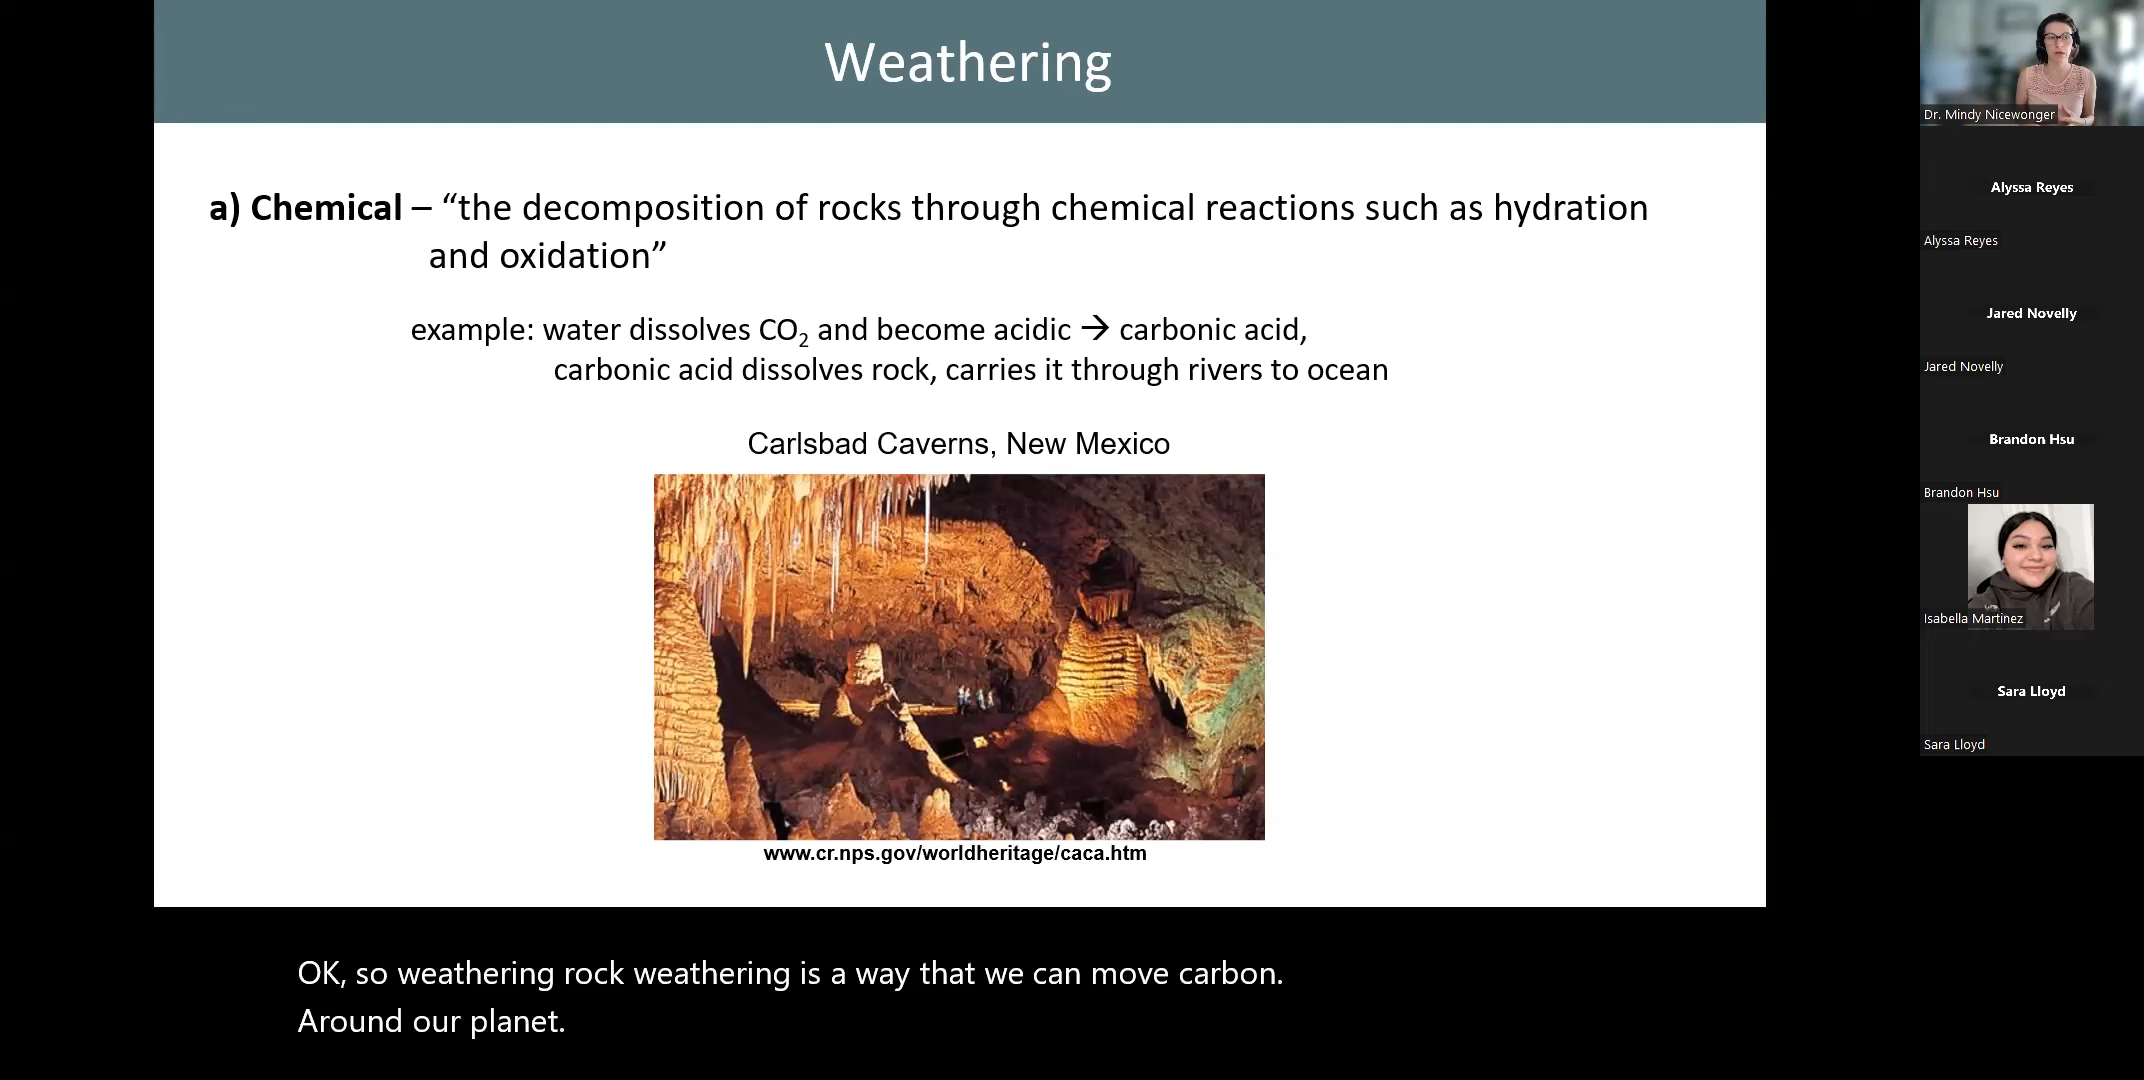 Weathering
a) Chemical – “the decomposition of rocks through chemical reactions such as hydration
and oxidation”
example: water dissolves CO₂ and become acidic → carbonic acid,
carbonic acid dissolves rock, carries it through rivers to ocean
Carlsbad Caverns, New Mexico
www.cr.nps.gov/worldheritage/caca.htm
OK, so weathering rock weathering is a way that we can move carbon.
Around our planet.
Dr. Mindy Nicewonger
Alyssa Reyes
Alyssa Reyes
Jared Novelly
Jared Novelly
Brandon Hsu
Brandon Hsu
Isabella Martinez
Sara Lloyd
Sara Lloyd